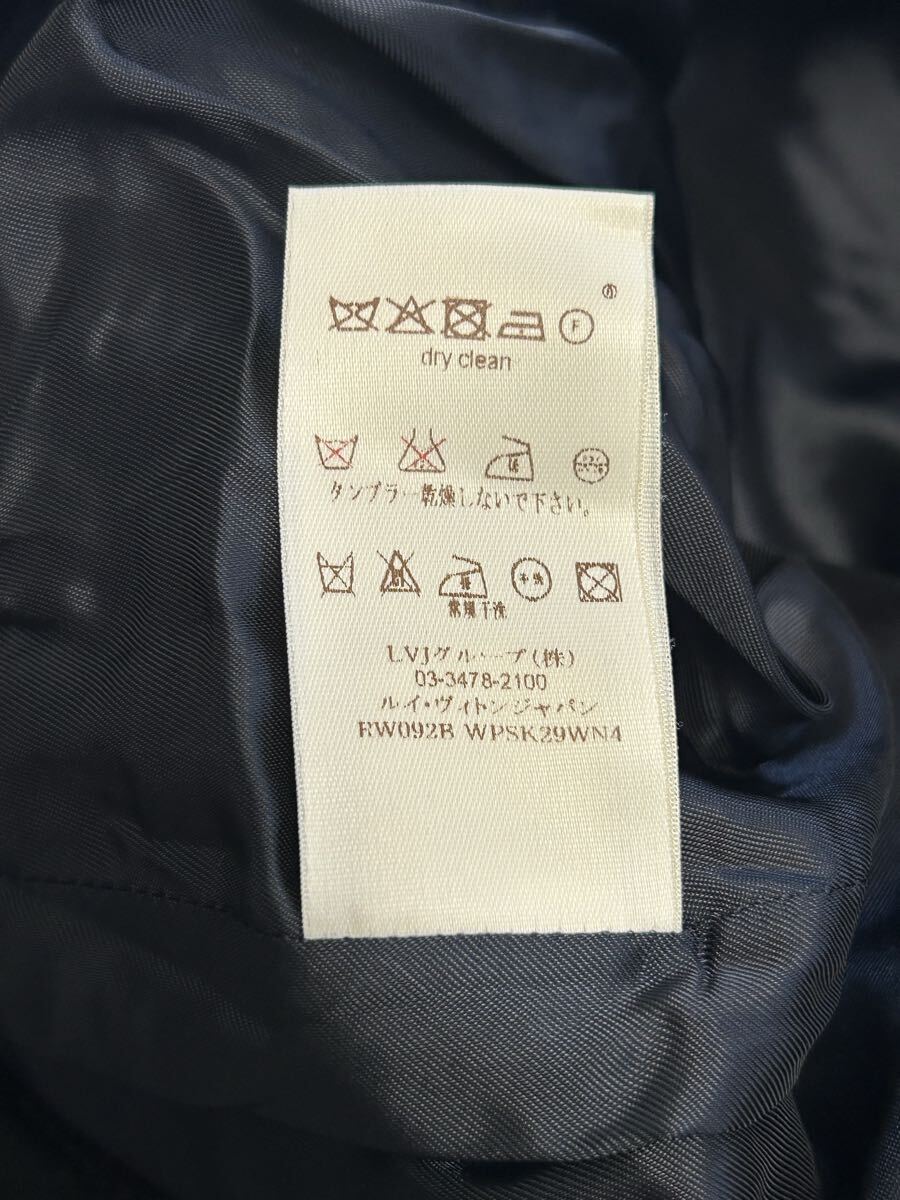 ®
F
dry clean
タンブラー乾燥しないで下さい。
常规干洗
LVJグループ(株)
03-3478-2100
ルイ・ヴィトンジャパン
RW092B WPSK29WN4